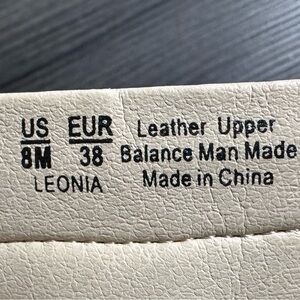 US EUR Leather Upper
8M 38 Balance Man Made
LEONIA Made in China